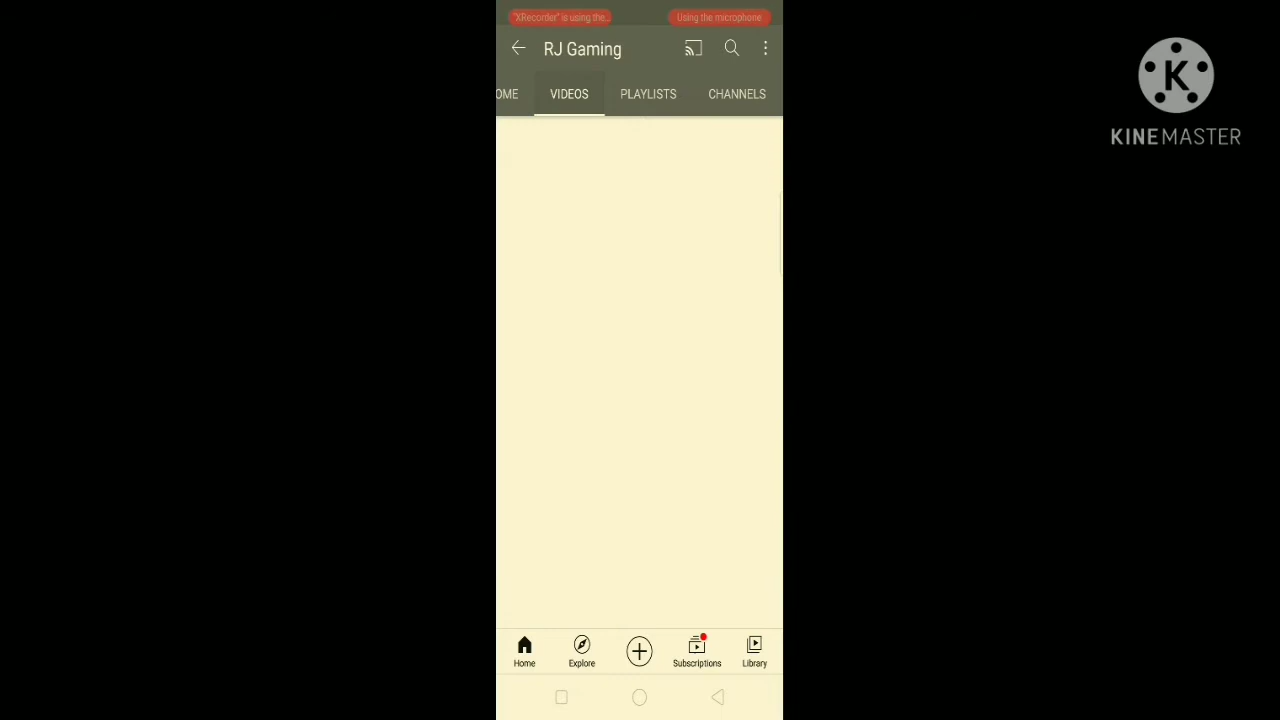 "XRecorder" is using the..
Using the microphone
RJ Gaming
OME
VIDEOS
PLAYLISTS
CHANNELS
K
KINEMASTER
Home
Explore
Subscriptions
Library